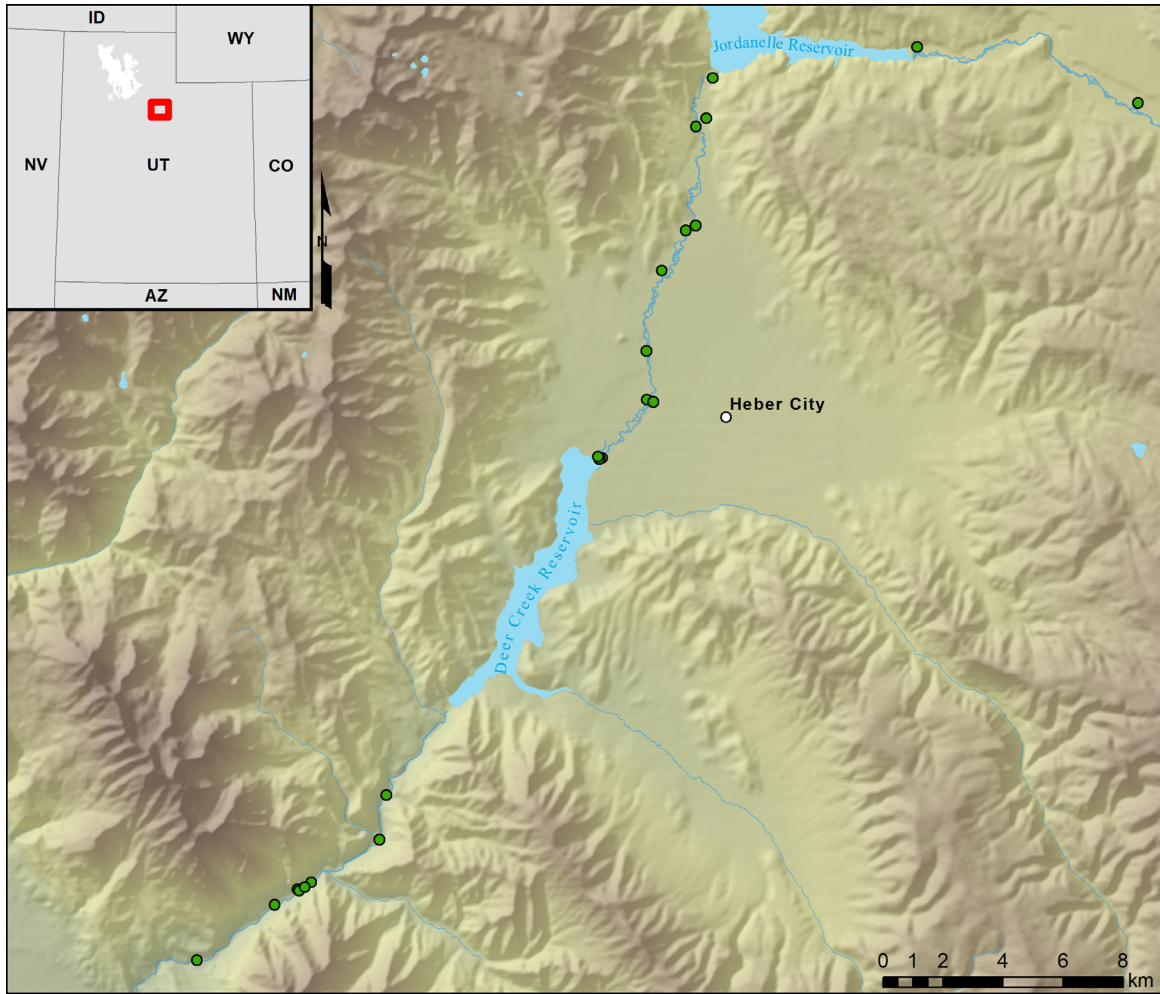 ID
WY
NV
UT
CO
AZ
NM
N
Jordanelle Reservoir
Heber City
Deer Creek Reservoir
0 1 2 4 6 8
km